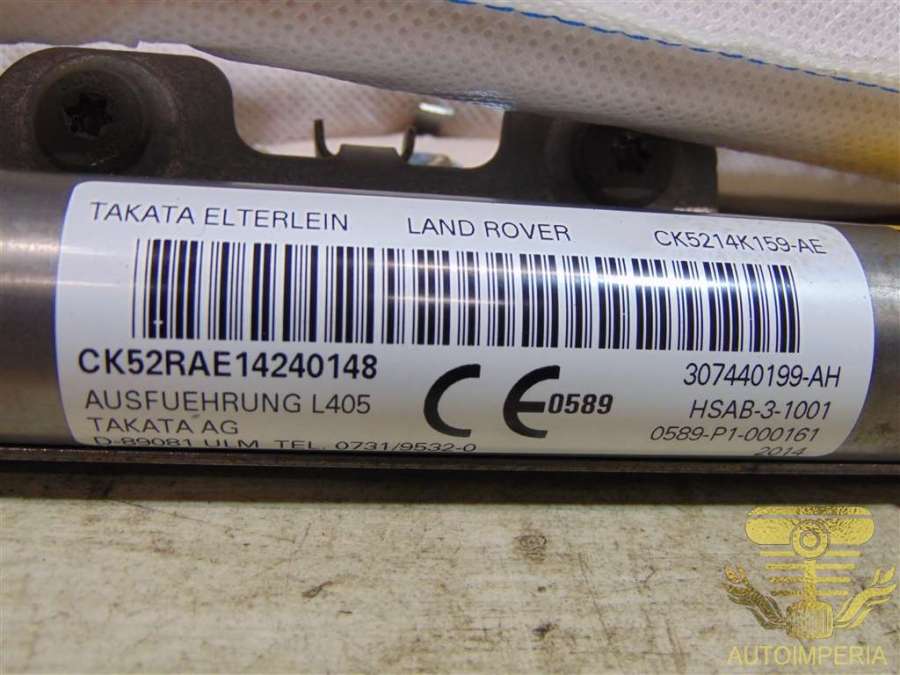 TAKATA ELTERLEIN LAND ROVER CK5214K159-AE
CK52RAE14240148
307440199-AH
AUSFUEHRUNG L405
CE 0589
HSAB-3-1001
TAKATA AG
0589-P1-000161
D-89081 ULM TEL. 0731/9532-0
2014
AUTOIMPERIA